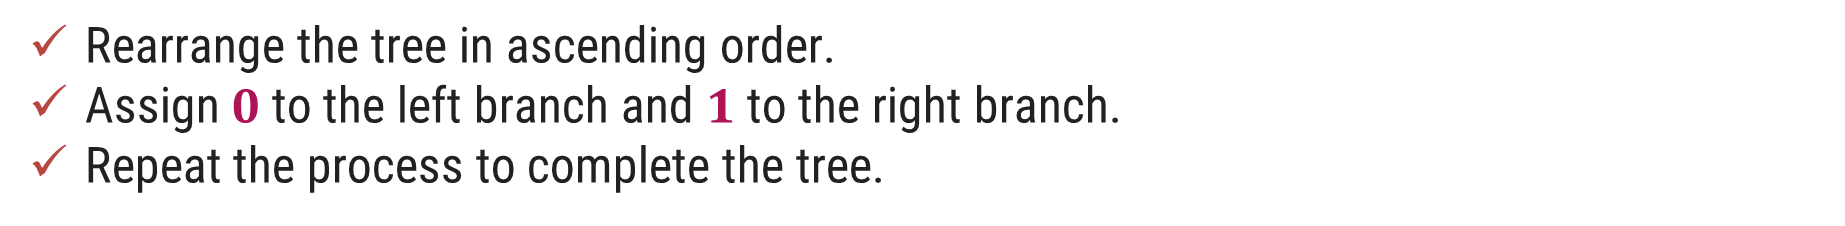 ✓ Rearrange the tree in ascending order.
✓ Assign 0 to the left branch and 1 to the right branch.
✓ Repeat the process to complete the tree.